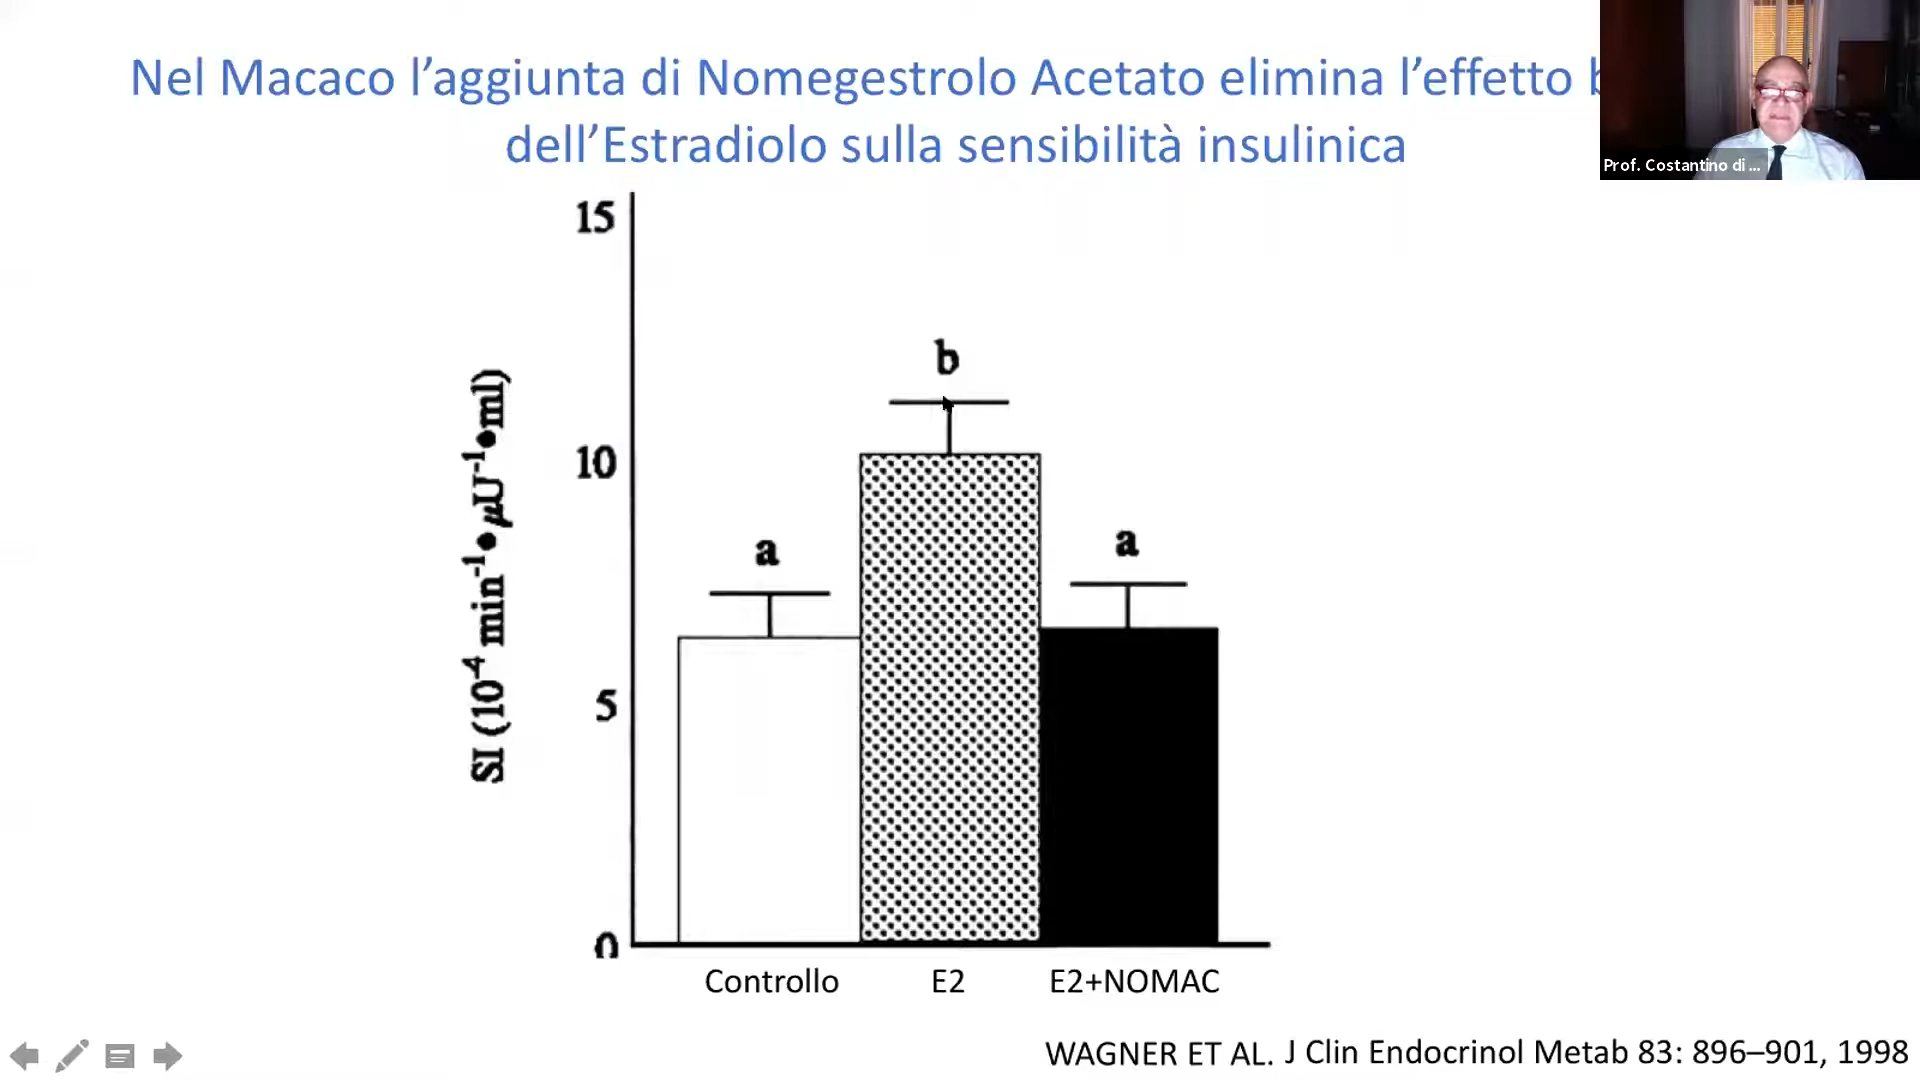 Nel Macaco l’aggiunta di Nomegestrolo Acetato elimina l’effetto
dell’Estradiolo sulla sensibilità insulinica
Prof. Costantino di ...
15
10
5
0
SI (10⁻⁴ min⁻¹•µU⁻¹•ml)
a
b
a
Controllo
E2
E2+NOMAC
WAGNER ET AL. J Clin Endocrinol Metab 83: 896–901, 1998